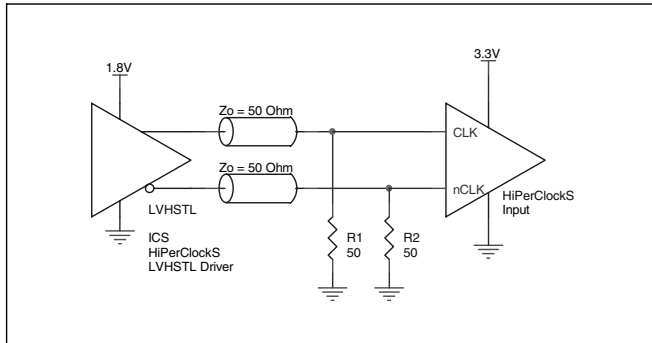 1.8V
3.3V
Zo = 50 Ohm
CLK
Zo = 50 Ohm
nCLK
HiPerClockS
Input
LVHSTL
ICS
HiPerClockS
LVHSTL Driver
R1
50
R2
50